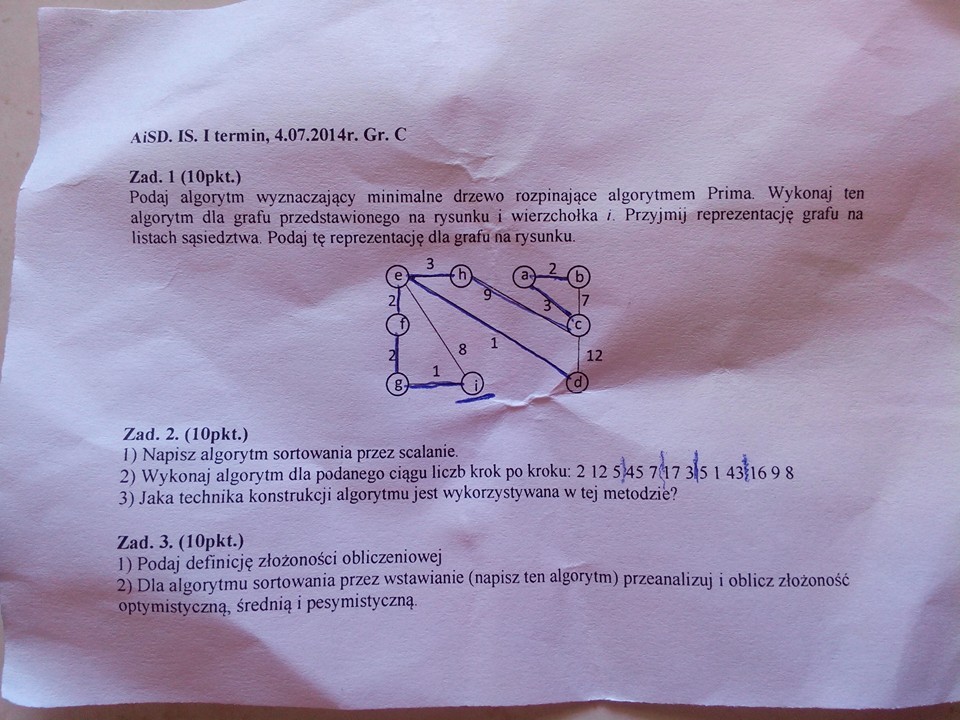 AiSD. IS. I termin, 4.07.2014r. Gr. C
Zad. 1 (10pkt.)
Podaj algorytm wyznaczający minimalne drzewo rozpinające algorytmem Prima. Wykonaj ten
algorytm dla grafu przedstawionego na rysunku i wierzchołka i. Przyjmij reprezentację grafu na
listach sąsiedztwa. Podaj tę reprezentację dla grafu na rysunku.
3 2
e h a b
2 9 3 7
f c
2 8 1 12
1
g i d
Zad. 2. (10pkt.)
1) Napisz algorytm sortowania przez scalanie.
2) Wykonaj algorytm dla podanego ciągu liczb krok po kroku: 2 12 5 45 7 17 3 5 1 43 16 9 8
3) Jaka technika konstrukcji algorytmu jest wykorzystywana w tej metodzie?
Zad. 3. (10pkt.)
1) Podaj definicję złożoności obliczeniowej
2) Dla algorytmu sortowania przez wstawianie (napisz ten algorytm) przeanalizuj i oblicz złożoność
optymistyczną, średnią i pesymistyczną.